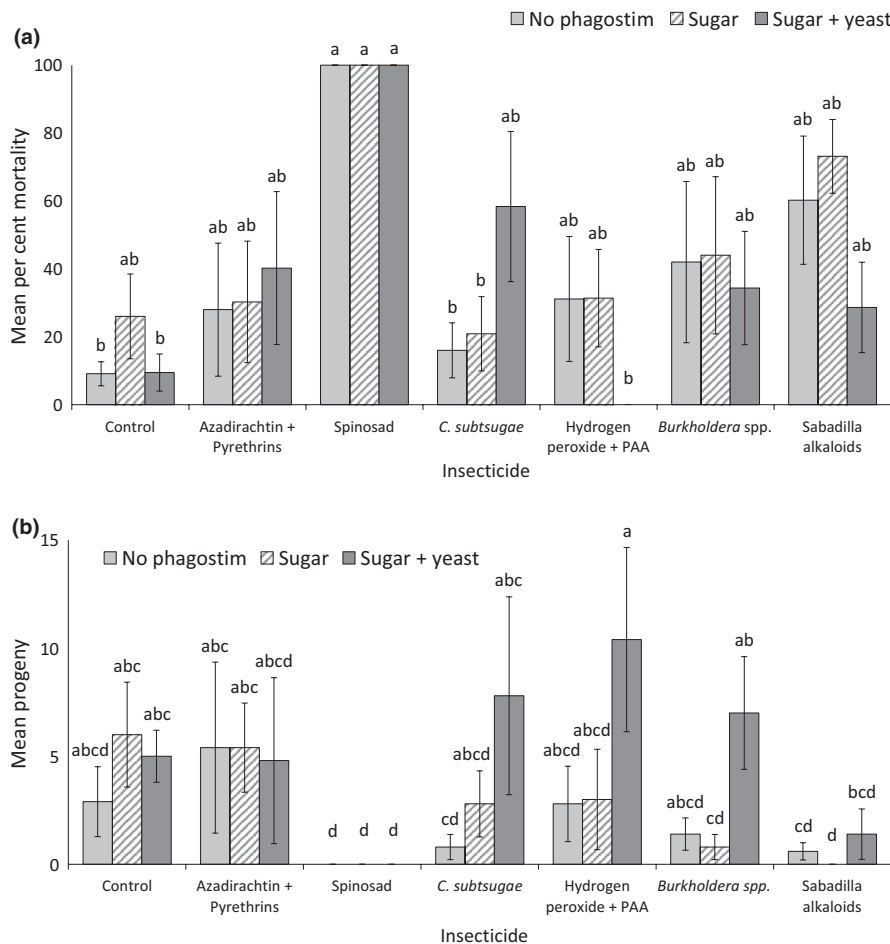 No phagostim Sugar Sugar + yeast
(a)
Mean per cent mortality
100
80
60
40
20
0
b ab b
ab ab ab
a a a
b b ab
ab ab b
ab ab ab
ab ab ab
Control
Azadirachtin +
Pyrethrins
Spinosad
C. subtsugae
Hydrogen
peroxide + PAA
Burkholdera spp.
Sabadilla
alkaloids
Insecticide
(b)
No phagostim Sugar Sugar + yeast
Mean progeny
15
10
5
0
abcd abc abc
abc abc abcd
d d d
cd abcd abc
abcd abcd a
abcd cd ab
cd d bcd
Control
Azadirachtin +
Pyrethrins
Spinosad
C. subtsugae
Hydrogen
peroxide + PAA
Burkholdera spp.
Sabadilla
alkaloids
Insecticide